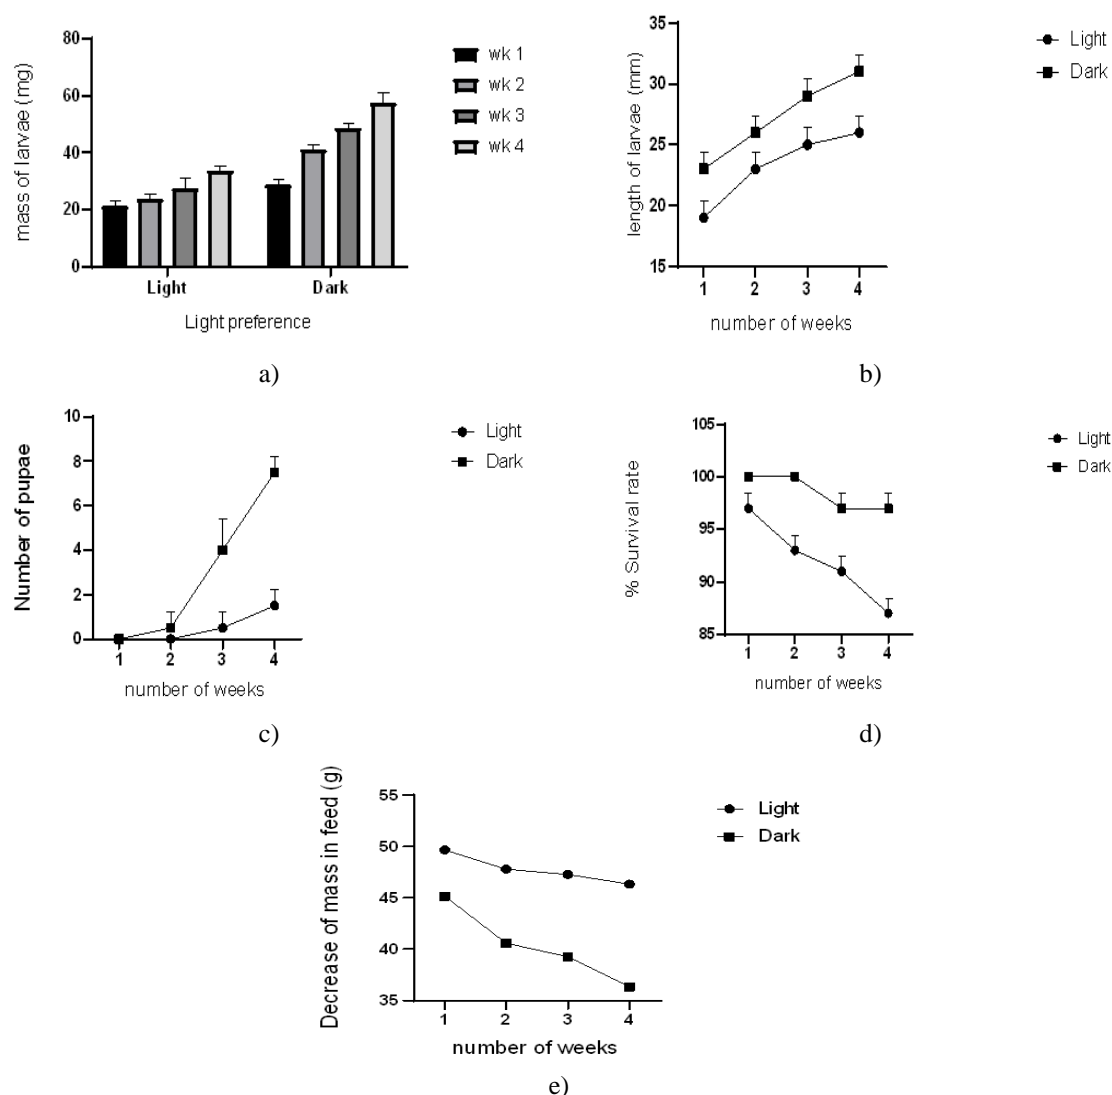 80
60
40
20
0
mass of larvae (mg)
Light
Dark
Light preference
wk 1
wk 2
wk 3
wk 4
a)
35
30
25
20
15
length of larvae (mm)
1 2 3 4
number of weeks
Light
Dark
b)
10
8
6
4
2
0
Number of pupae
1 2 3 4
number of weeks
Light
Dark
c)
105
100
95
90
85
% Survival rate
1 2 3 4
number of weeks
Light
Dark
d)
55
50
45
40
35
Decrease of mass in feed (g)
1 2 3 4
number of weeks
Light
Dark
e)